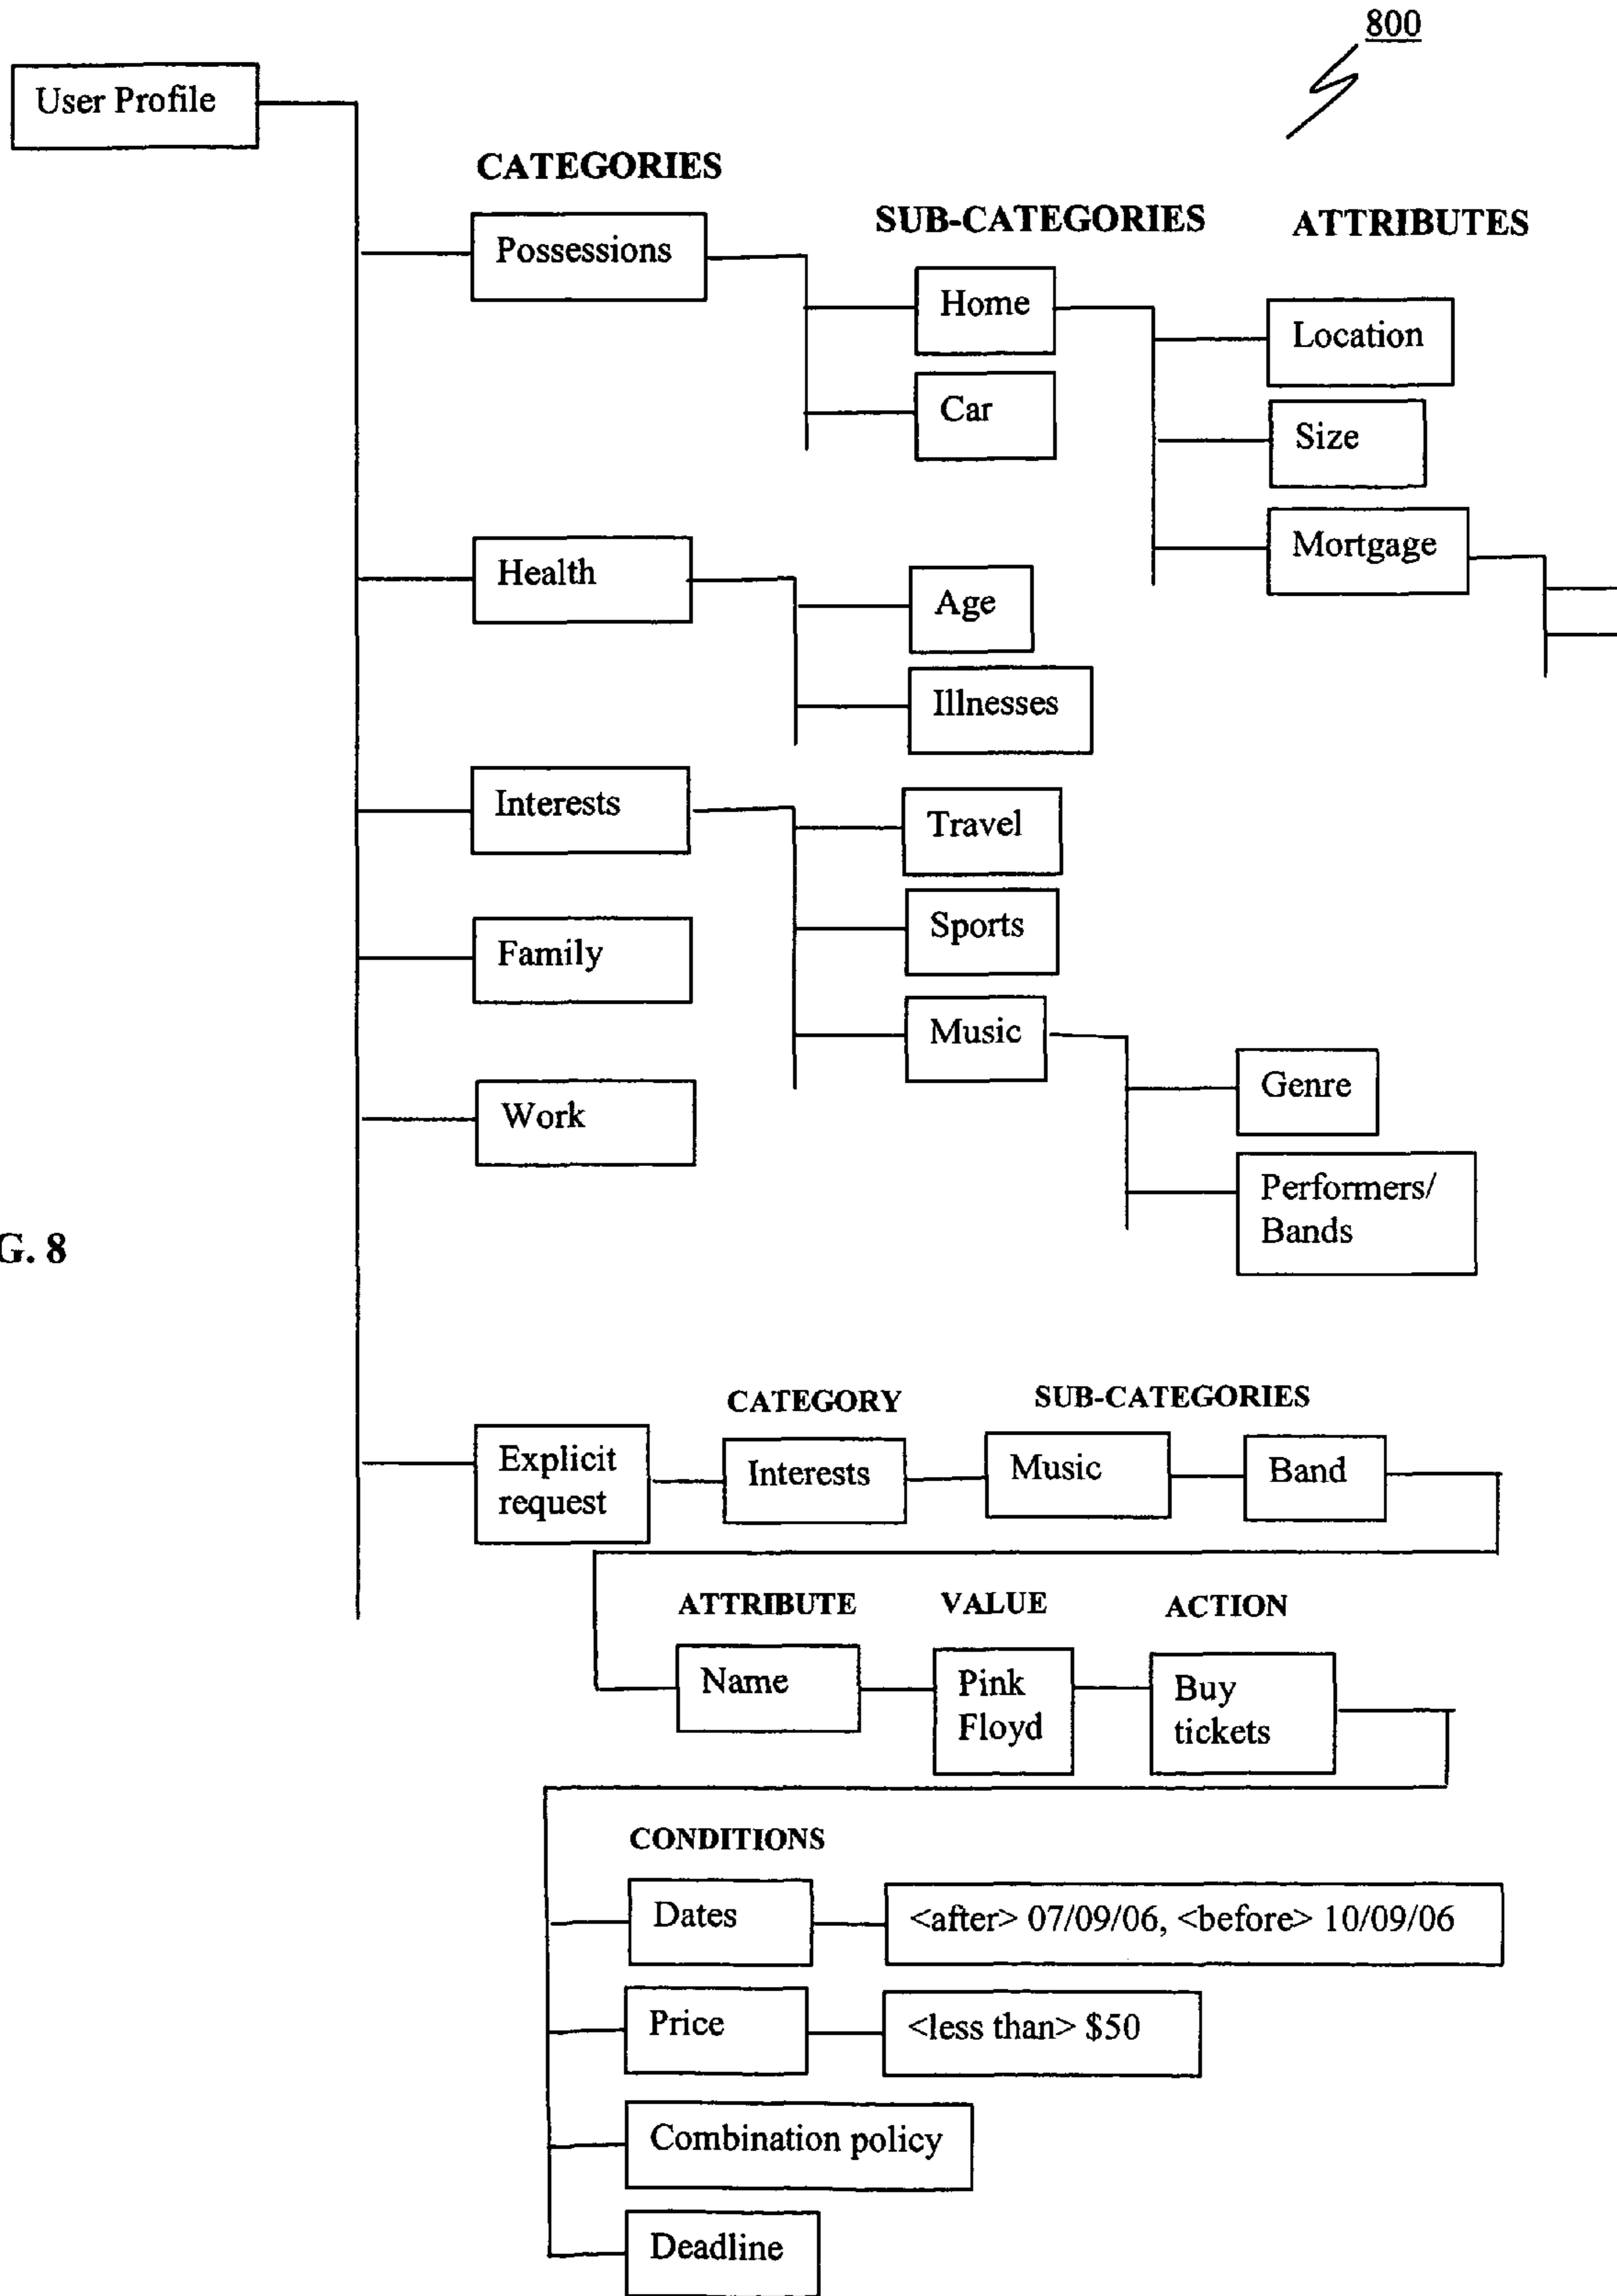 800
User Profile
CATEGORIES
SUB-CATEGORIES
ATTRIBUTES
Possessions
Home
Location
Car
Size
Mortgage
Health
Age
Illnesses
Interests
Travel
Sports
Family
Music
Genre
Work
Performers/
Bands
G. 8
CATEGORY
SUB-CATEGORIES
Explicit
request
Interests
Music
Band
ATTRIBUTE
VALUE
ACTION
Name
Pink
Floyd
Buy
tickets
CONDITIONS
Dates
<after> 07/09/06, <before> 10/09/06
Price
<less than> $50
Combination policy
Deadline